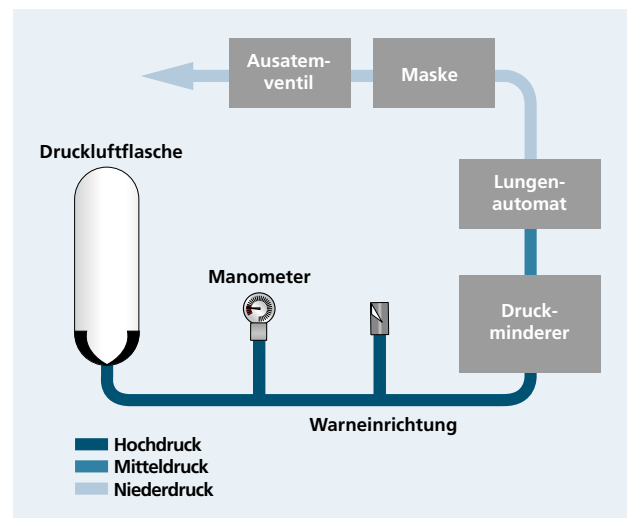 Ausatem-
ventil
Maske
Druckluftflasche
Lungen-
automat
Manometer
Druck-
minderer
Warneinrichtung
Hochdruck
Mitteldruck
Niederdruck